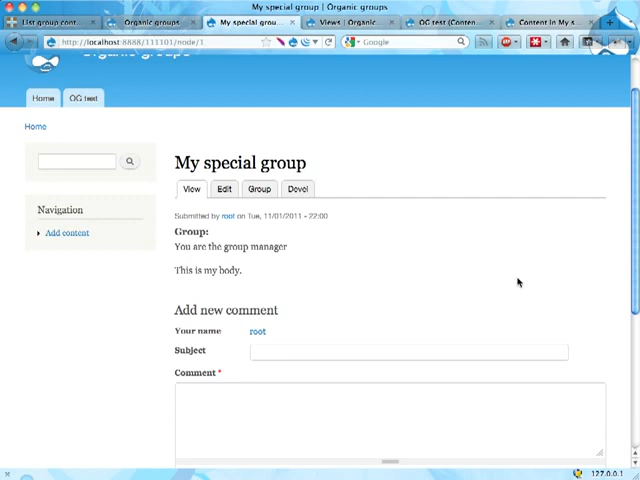 My special group | Organic groups
List group cont...
Organic groups
My special grou...
Views | Organic...
OG test (Conten...
Content In My s...
http://localhost:8888/111101/node/1
Google
Organic groups
Home
OG test
Home
My special group
View
Edit
Group
Devel
Navigation
Add content
Submitted by root on Tue, 11/01/2011 - 22:00
Group:
You are the group manager
This is my body.
Add new comment
Your name root
Subject
Comment *
127.0.0.1